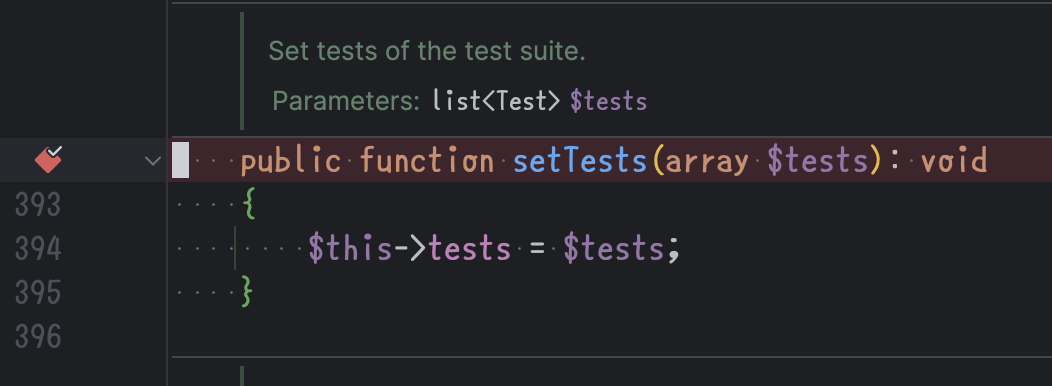 Set tests of the test suite.
Parameters: list<Test> $tests
public function setTests(array $tests): void
393 {
394 $this->tests = $tests;
395 }
396